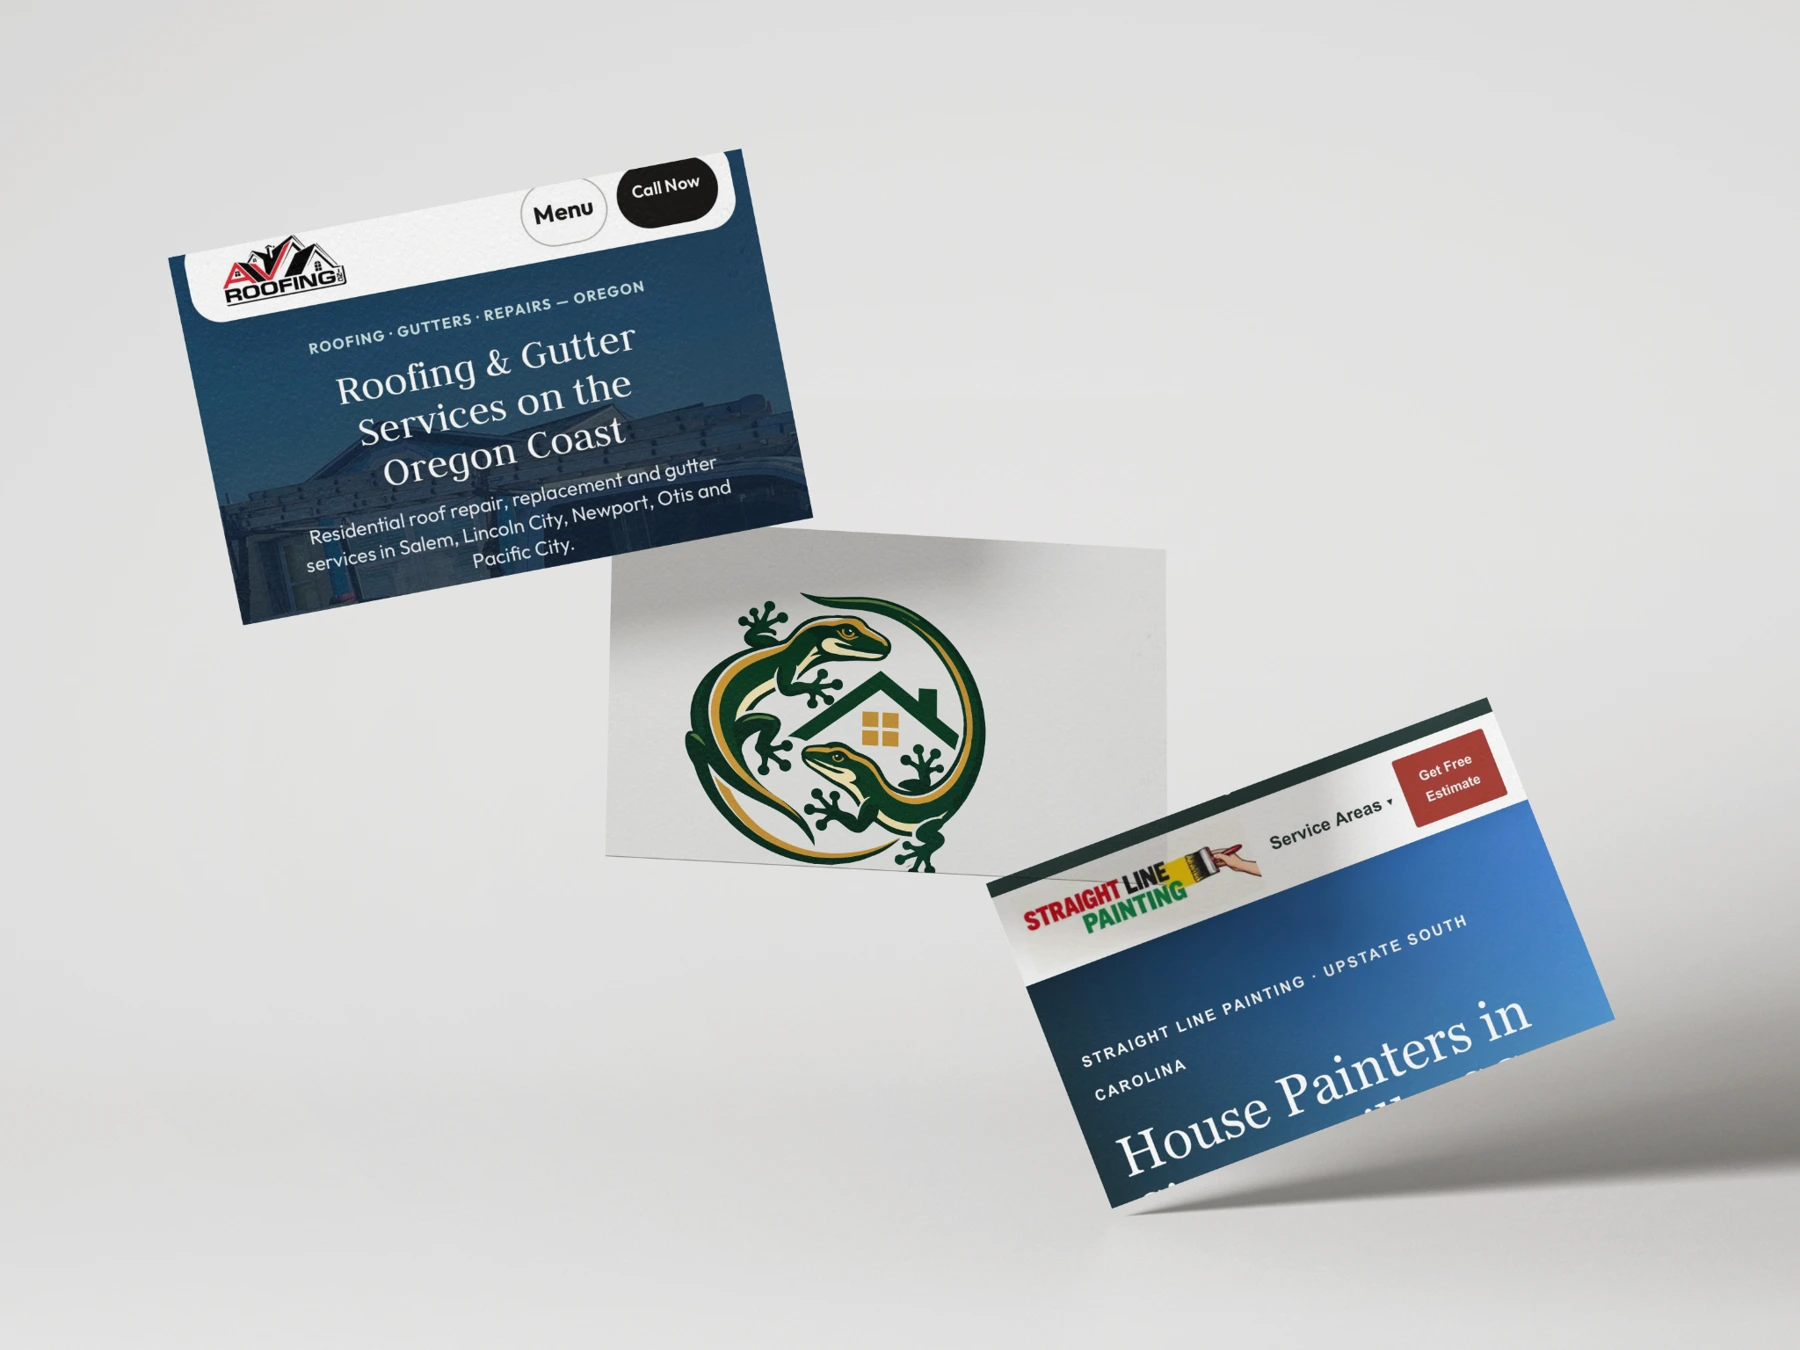 Menu
Call Now
AV
ROOFING
INC
ROOFING · GUTTERS · REPAIRS — OREGON
Roofing & Gutter
Services on the
Oregon Coast
Residential roof repair, replacement and gutter
services in Salem, Lincoln City, Newport, Otis and
Pacific City.
Get Free
Estimate
Service Areas ▾
STRAIGHT LINE
PAINTING
STRAIGHT LINE PAINTING · UPSTATE SOUTH
CAROLINA
House Painters in